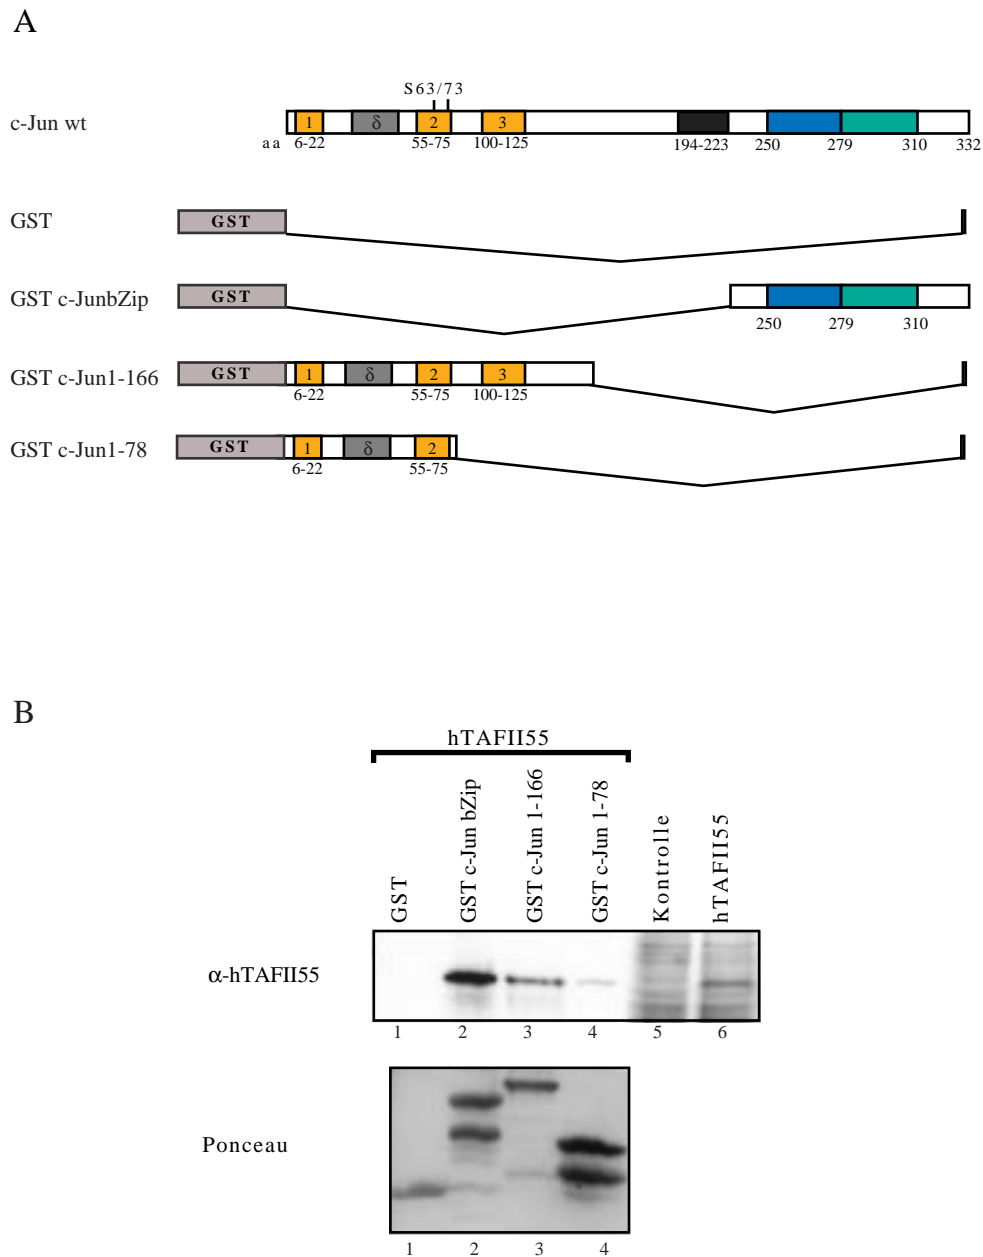 A
S63/73
c-Jun wt
1 δ 2 3
aa 6-22 55-75 100-125 194-223 250 279 310 332
GST GST
GST c-JunbZip GST
250 279 310
GST c-Jun1-166 GST 1 δ 2 3
6-22 55-75 100-125
GST c-Jun1-78 GST 1 δ 2
6-22 55-75
B
hTAFII55
GST
GST c-Jun bZip
GST c-Jun 1-166
GST c-Jun 1-78
Kontrolle
hTAFII55
α-hTAFII55
1 2 3 4 5 6
Ponceau
1 2 3 4